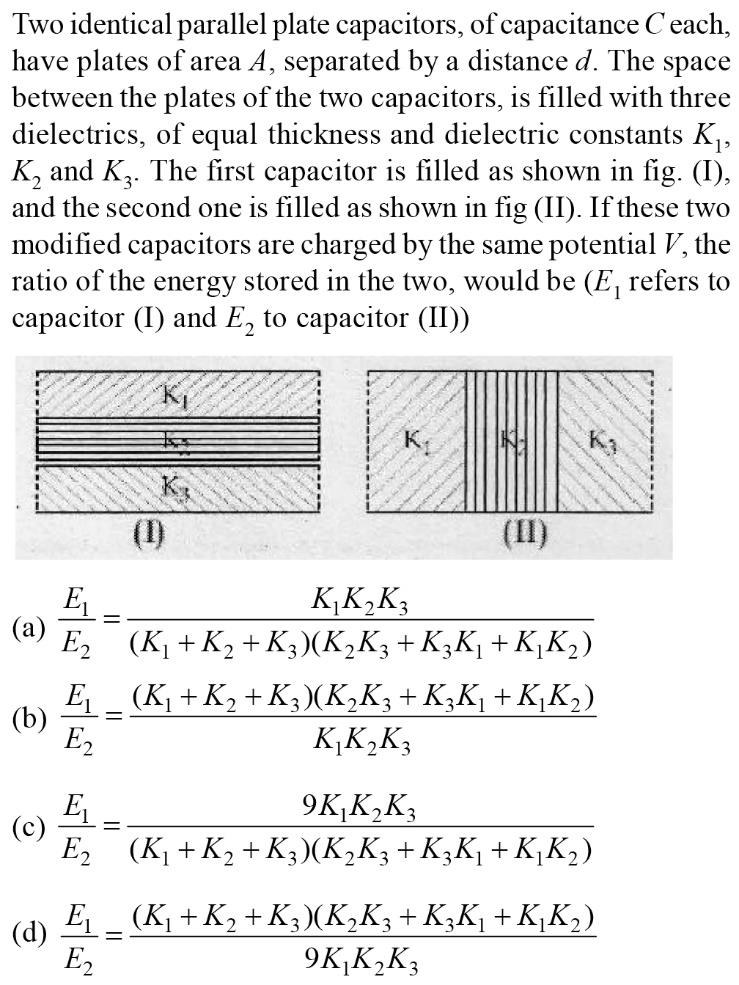 Two identical parallel plate capacitors, of capacitance C each,
have plates of area A, separated by a distance d. The space
between the plates of the two capacitors, is filled with three
dielectrics, of equal thickness and dielectric constants K₁,
K₂ and K₃. The first capacitor is filled as shown in fig. (I),
and the second one is filled as shown in fig (II). If these two
modified capacitors are charged by the same potential V, the
ratio of the energy stored in the two, would be (E₁ refers to
capacitor (I) and E₂ to capacitor (II))
K₁
K₂
K₃
(I)
K₁ K₂ K₃
(II)
(a) E₁/E₂ = K₁K₂K₃/((K₁ + K₂ + K₃)(K₂K₃ + K₃K₁ + K₁K₂))
(b) E₁/E₂ = (K₁ + K₂ + K₃)(K₂K₃ + K₃K₁ + K₁K₂)/(K₁K₂K₃)
(c) E₁/E₂ = 9K₁K₂K₃/((K₁ + K₂ + K₃)(K₂K₃ + K₃K₁ + K₁K₂))
(d) E₁/E₂ = (K₁ + K₂ + K₃)(K₂K₃ + K₃K₁ + K₁K₂)/(9K₁K₂K₃)